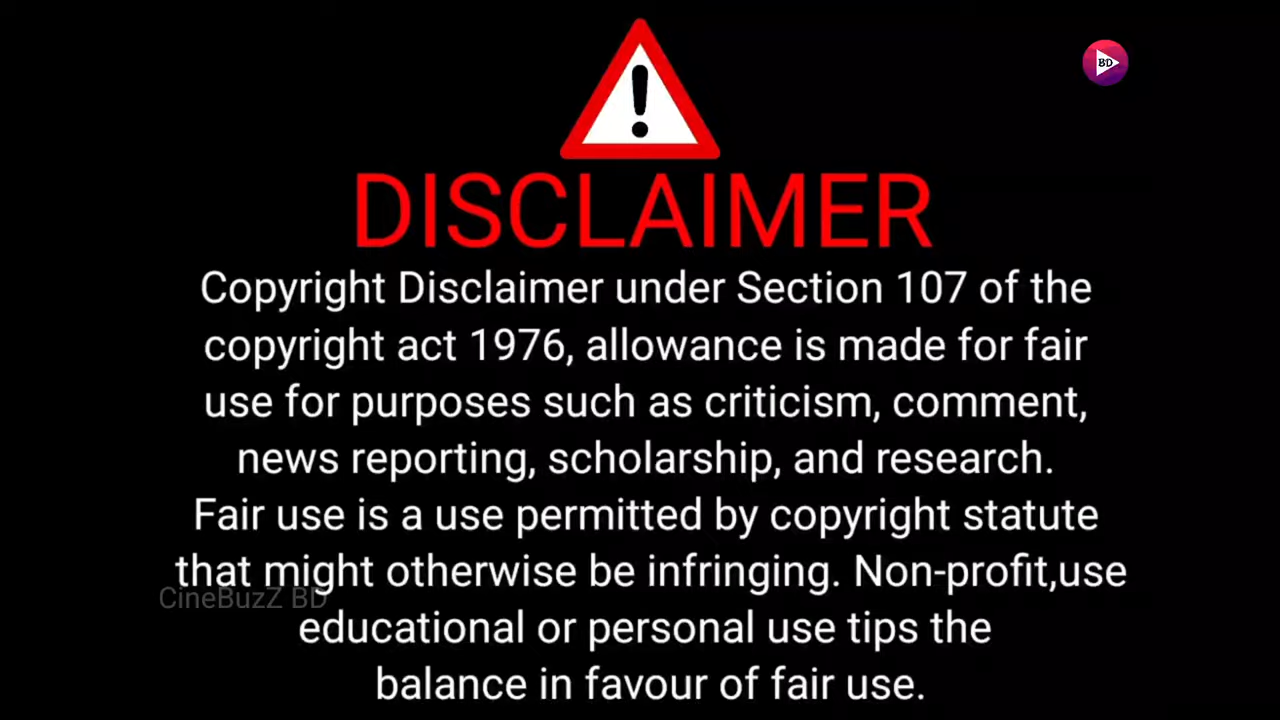 BD
DISCLAIMER
Copyright Disclaimer under Section 107 of the
copyright act 1976, allowance is made for fair
use for purposes such as criticism, comment,
news reporting, scholarship, and research.
Fair use is a use permitted by copyright statute
that might otherwise be infringing. Non-profit,use
CineBuzZ BD
educational or personal use tips the
balance in favour of fair use.